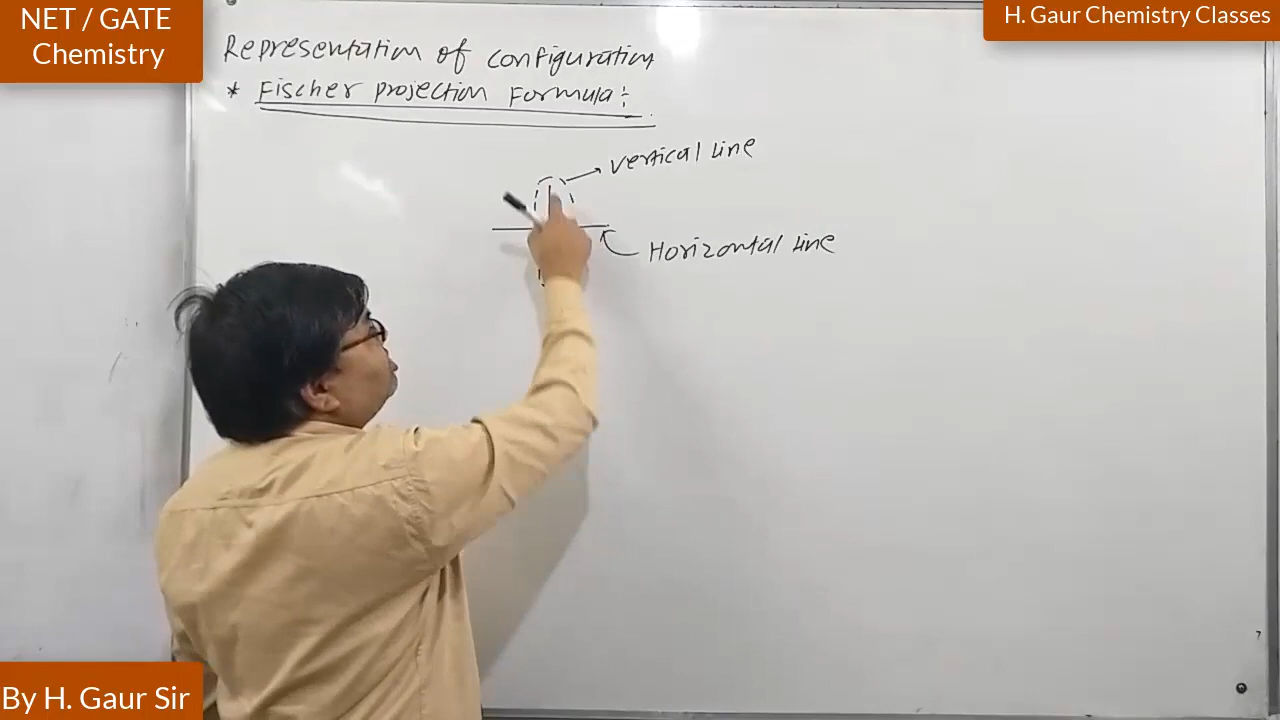 NET / GATE
Chemistry
H. Gaur Chemistry Classes
Representation of configuration
* Fischer projection Formula:
vertical line
Horizontal line
By H. Gaur Sir